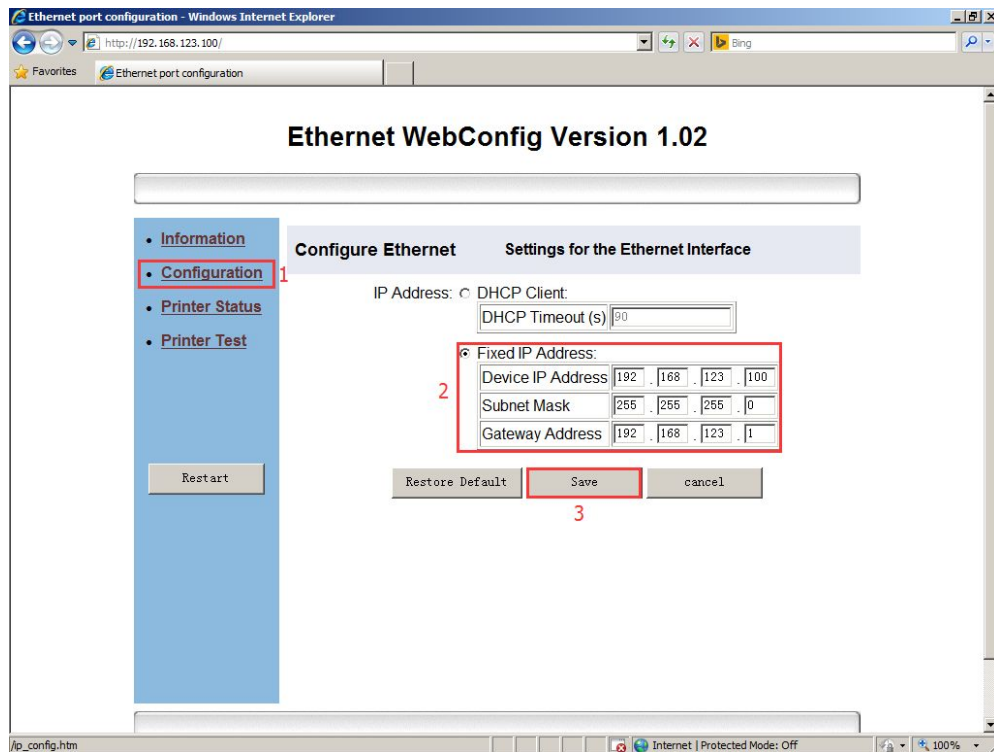 Ethernet port configuration - Windows Internet Explorer
http://192.168.123.100/
Bing
Favorites
Ethernet port configuration
Ethernet WebConfig Version 1.02
Information
Configuration 1
Printer Status
Printer Test
Restart
Configure Ethernet Settings for the Ethernet Interface
IP Address: DHCP Client:
DHCP Timeout (s) 90
Fixed IP Address:
2
Device IP Address 192 . 168 . 123 . 100
Subnet Mask 255 . 255 . 255 . 0
Gateway Address 192 . 168 . 123 . 1
Restore Default Save cancel
3
/ip_config.htm Internet | Protected Mode: Off 100%